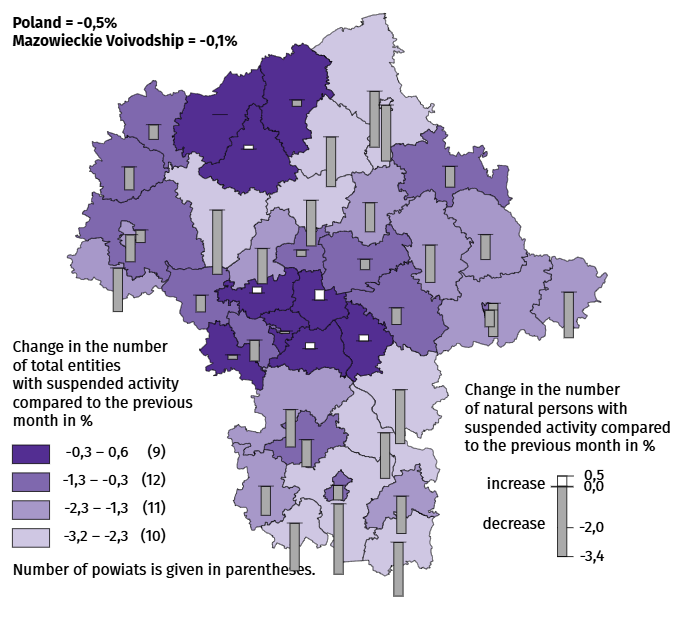 Poland = -0,5%
Mazowieckie Voivodship = -0,1%
Change in the number
of total entities
with suspended activity
compared to the previous
month in %
-0,3 – 0,6 (9)
-1,3 – -0,3 (12)
-2,3 – -1,3 (11)
-3,2 – -2,3 (10)
Number of powiats is given in parentheses.
Change in the number
of natural persons with
suspended activity compared
to the previous month in %
increase
decrease
0,5
0,0
-2,0
-3,4